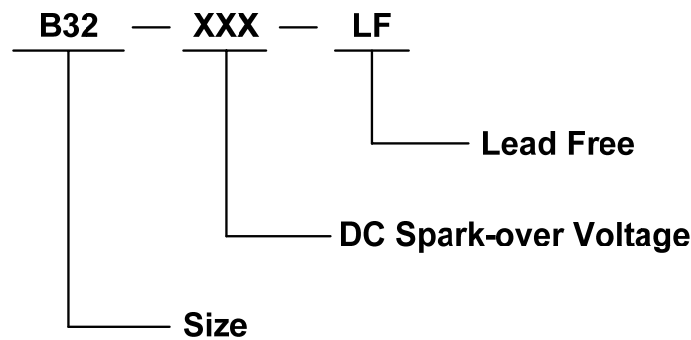 B32 — XXX — LF
Lead Free
DC Spark-over Voltage
Size